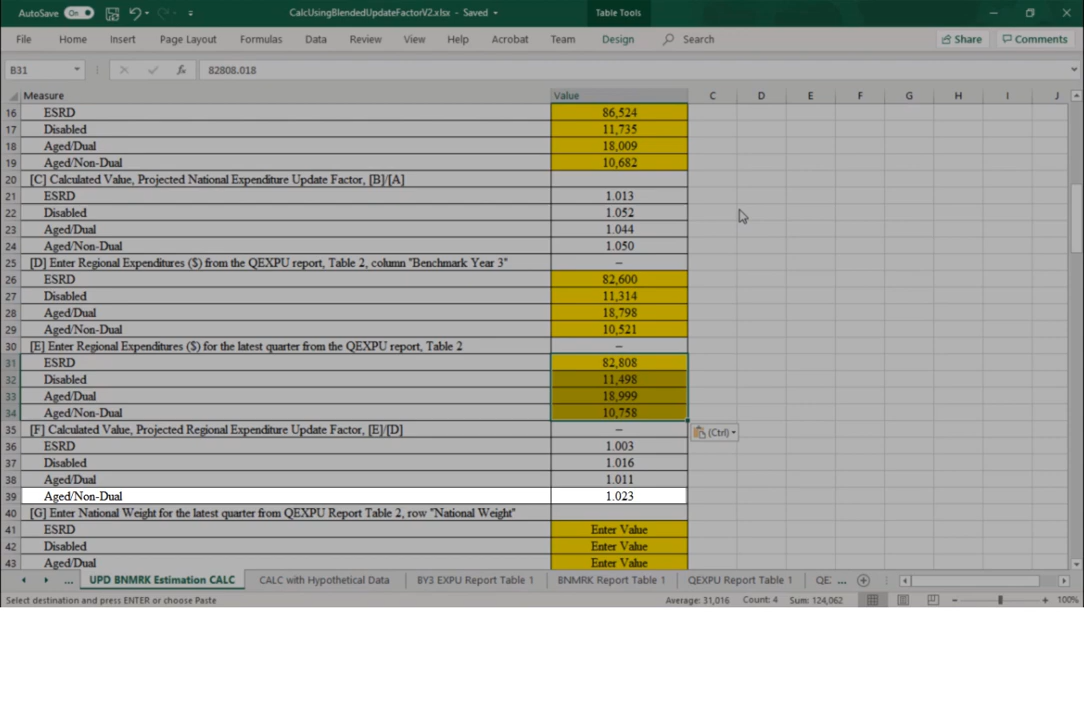 AutoSave On CalcUsingBlendedUpdateFactorV2.xlsx - Saved Table Tools
File Home Insert Page Layout Formulas Data Review View Help Acrobat Team Design Search Share Comments
B31 fx 82808.018
Measure Value C D E F G H I J
16 ESRD 86,524
17 Disabled 11,735
18 Aged/Dual 18,009
19 Aged/Non-Dual 10,682
20 [C] Calculated Value, Projected National Expenditure Update Factor, [B]/[A]
21 ESRD 1.013
22 Disabled 1.052
23 Aged/Dual 1.044
24 Aged/Non-Dual 1.050
25 [D] Enter Regional Expenditures ($) from the QEXPU report, Table 2, column "Benchmark Year 3" –
26 ESRD 82,600
27 Disabled 11,314
28 Aged/Dual 18,798
29 Aged/Non-Dual 10,521
30 [E] Enter Regional Expenditures ($) for the latest quarter from the QEXPU report, Table 2 –
31 ESRD 82,808
32 Disabled 11,498
33 Aged/Dual 18,999
34 Aged/Non-Dual 10,758
35 [F] Calculated Value, Projected Regional Expenditure Update Factor, [E]/[D] –
(Ctrl)
36 ESRD 1.003
37 Disabled 1.016
38 Aged/Dual 1.011
39 Aged/Non-Dual 1.023
40 [G] Enter National Weight for the latest quarter from QEXPU Report Table 2, row "National Weight"
41 ESRD Enter Value
42 Disabled Enter Value
43 Aged/Dual Enter Value
... UPD BNMRK Estimation CALC CALC with Hypothetical Data BY3 EXPU Report Table 1 BNMRK Report Table 1 QEXPU Report Table 1 QE ...
Select destination and press ENTER or choose Paste Average: 31,016 Count: 4 Sum: 124,062 100%